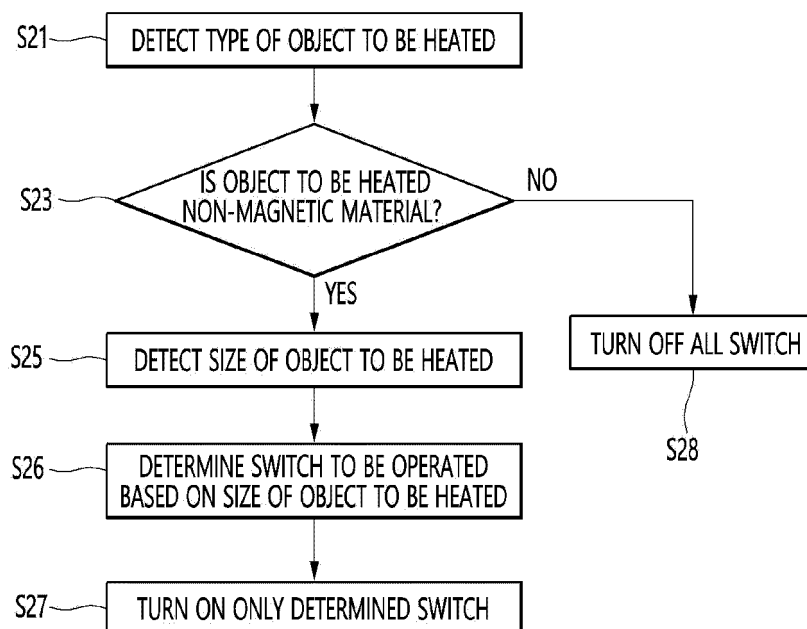 S21
DETECT TYPE OF OBJECT TO BE HEATED
S23
IS OBJECT TO BE HEATED
NON-MAGNETIC MATERIAL?
NO
YES
S25
DETECT SIZE OF OBJECT TO BE HEATED
TURN OFF ALL SWITCH
S28
S26
DETERMINE SWITCH TO BE OPERATED
BASED ON SIZE OF OBJECT TO BE HEATED
S27
TURN ON ONLY DETERMINED SWITCH